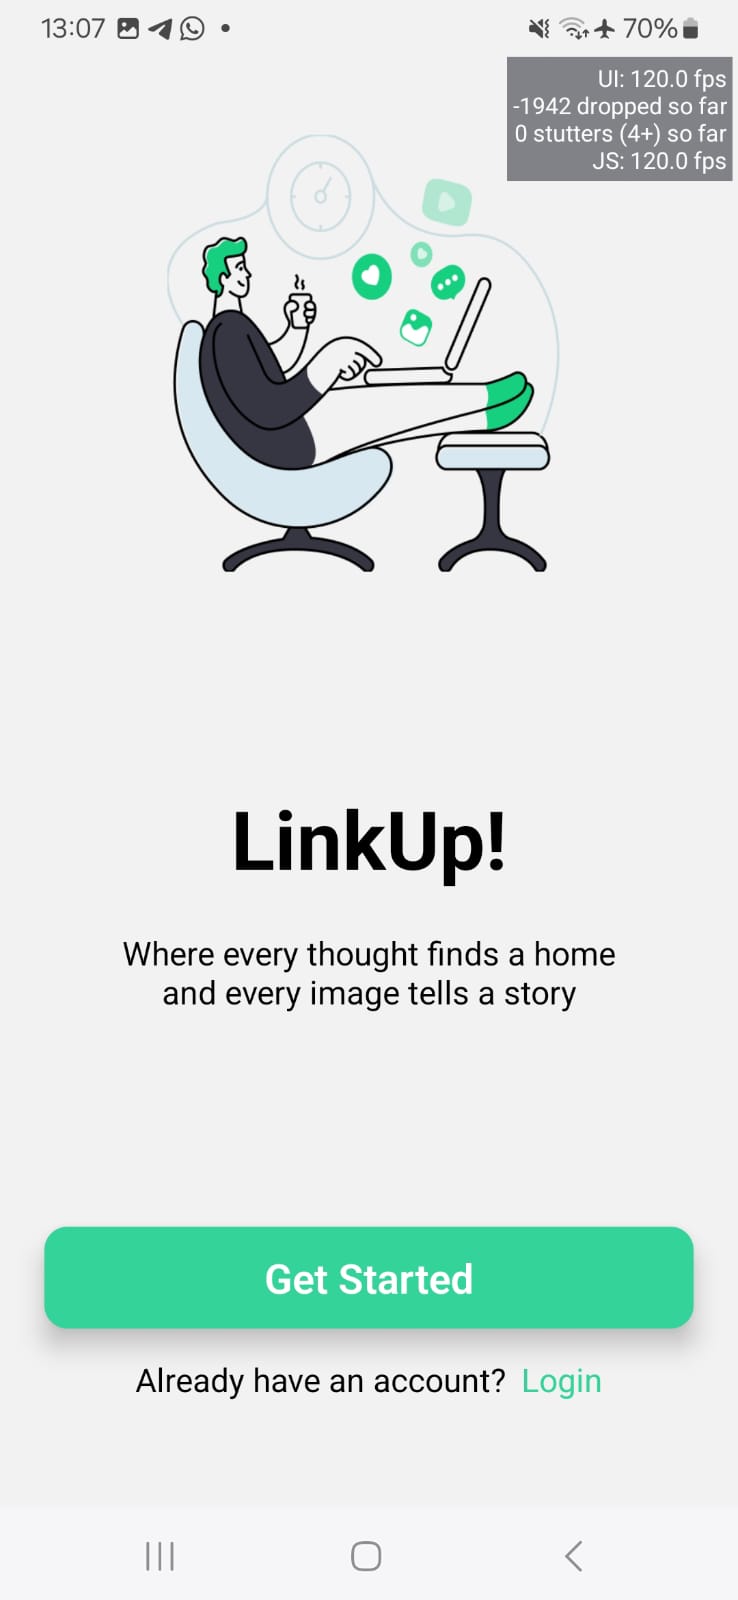 13:07
70%
UI: 120.0 fps
-1942 dropped so far
0 stutters (4+) so far
JS: 120.0 fps
LinkUp!
Where every thought finds a home
and every image tells a story
Get Started
Already have an account? Login